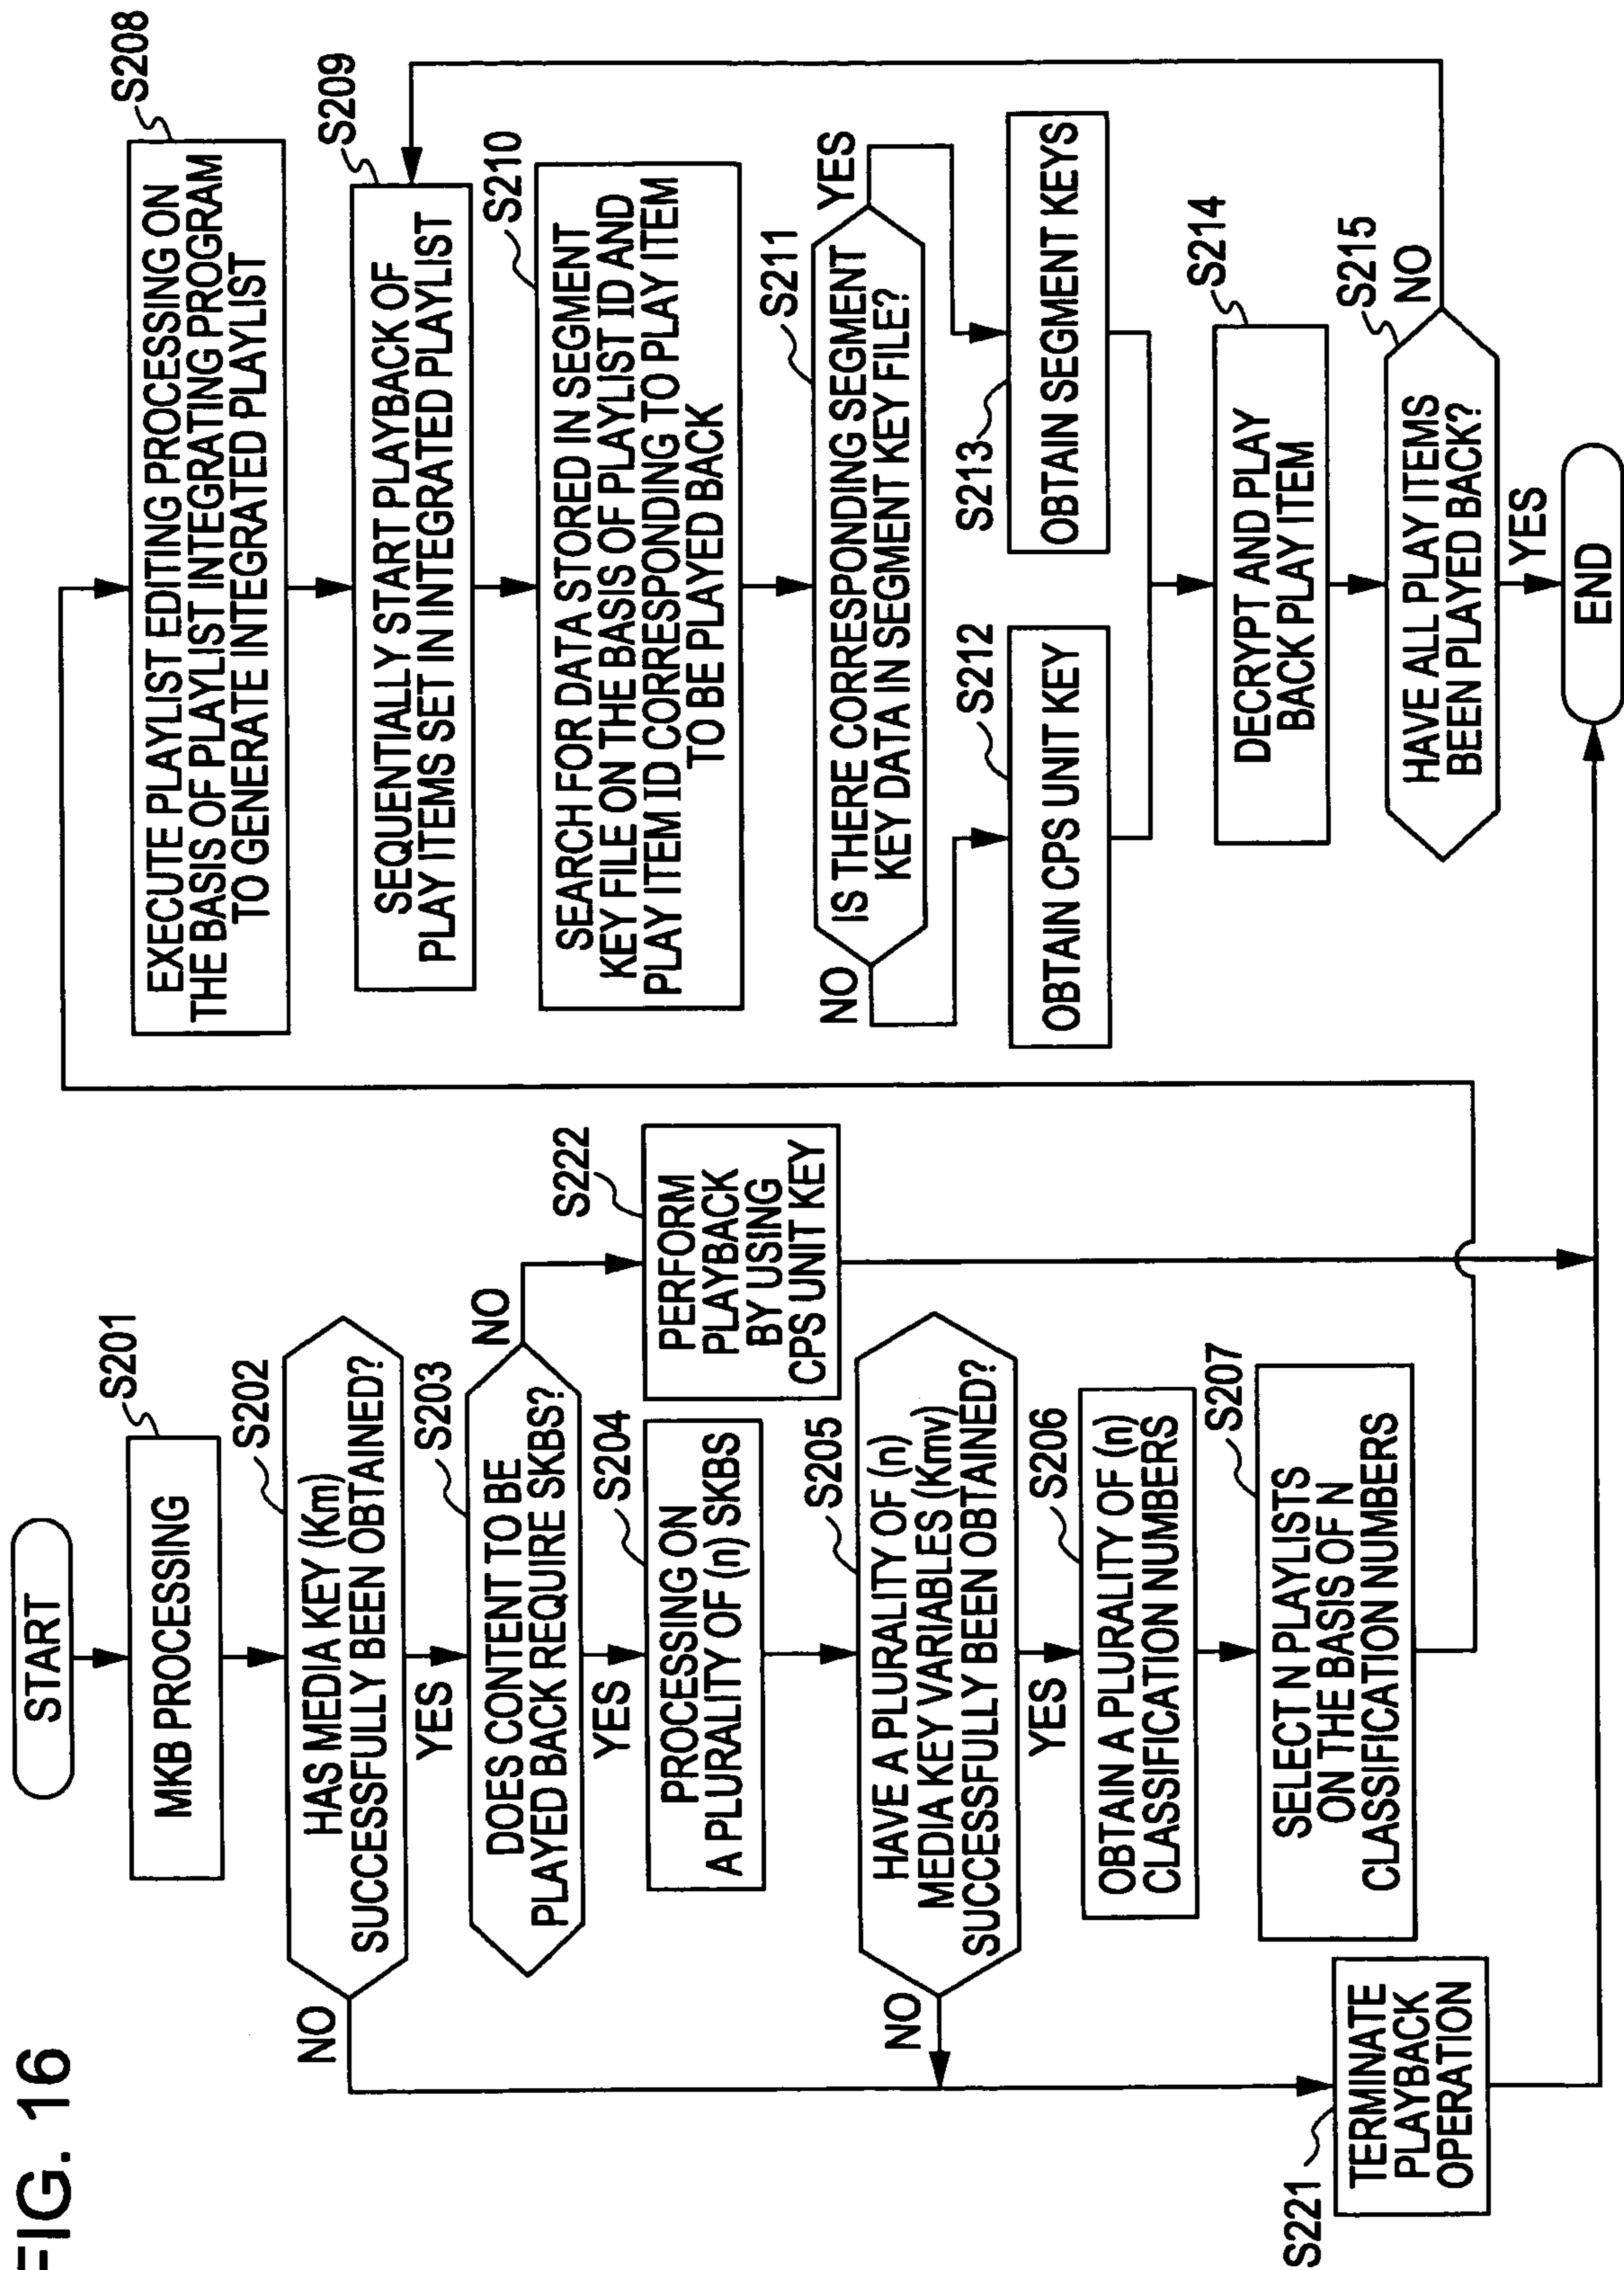 FIG. 16
START
S201
MKB PROCESSING
S202
HAS MEDIA KEY (Km)
SUCCESSFULLY BEEN OBTAINED?
NO
YES
S203
DOES CONTENT TO BE
PLAYED BACK REQUIRE SKBS?
NO
YES
S222
PERFORM
PLAYBACK
BY USING
CPS UNIT KEY
S204
PROCESSING ON
A PLURALITY OF (n) SKBS
S205
HAVE A PLURALITY OF (n)
MEDIA KEY VARIABLES (Kmv)
SUCCESSFULLY BEEN OBTAINED?
NO
YES
S206
OBTAIN A PLURALITY OF (n)
CLASSIFICATION NUMBERS
S207
SELECT N PLAYLISTS
ON THE BASIS OF N
CLASSIFICATION NUMBERS
S221
TERMINATE
PLAYBACK
OPERATION
S208
EXECUTE PLAYLIST EDITING PROCESSING ON
THE BASIS OF PLAYLIST INTEGRATING PROGRAM
TO GENERATE INTEGRATED PLAYLIST
S209
SEQUENTIALLY START PLAYBACK OF
PLAY ITEMS SET IN INTEGRATED PLAYLIST
S210
SEARCH FOR DATA STORED IN SEGMENT
KEY FILE ON THE BASIS OF PLAYLIST ID AND
PLAY ITEM ID CORRESPONDING TO PLAY ITEM
TO BE PLAYED BACK
S211
IS THERE CORRESPONDING SEGMENT
KEY DATA IN SEGMENT KEY FILE?
NO
YES
S212
OBTAIN CPS UNIT KEY
S213
OBTAIN SEGMENT KEYS
S214
DECRYPT AND PLAY
BACK PLAY ITEM
S215
HAVE ALL PLAY ITEMS
BEEN PLAYED BACK?
NO
YES
END